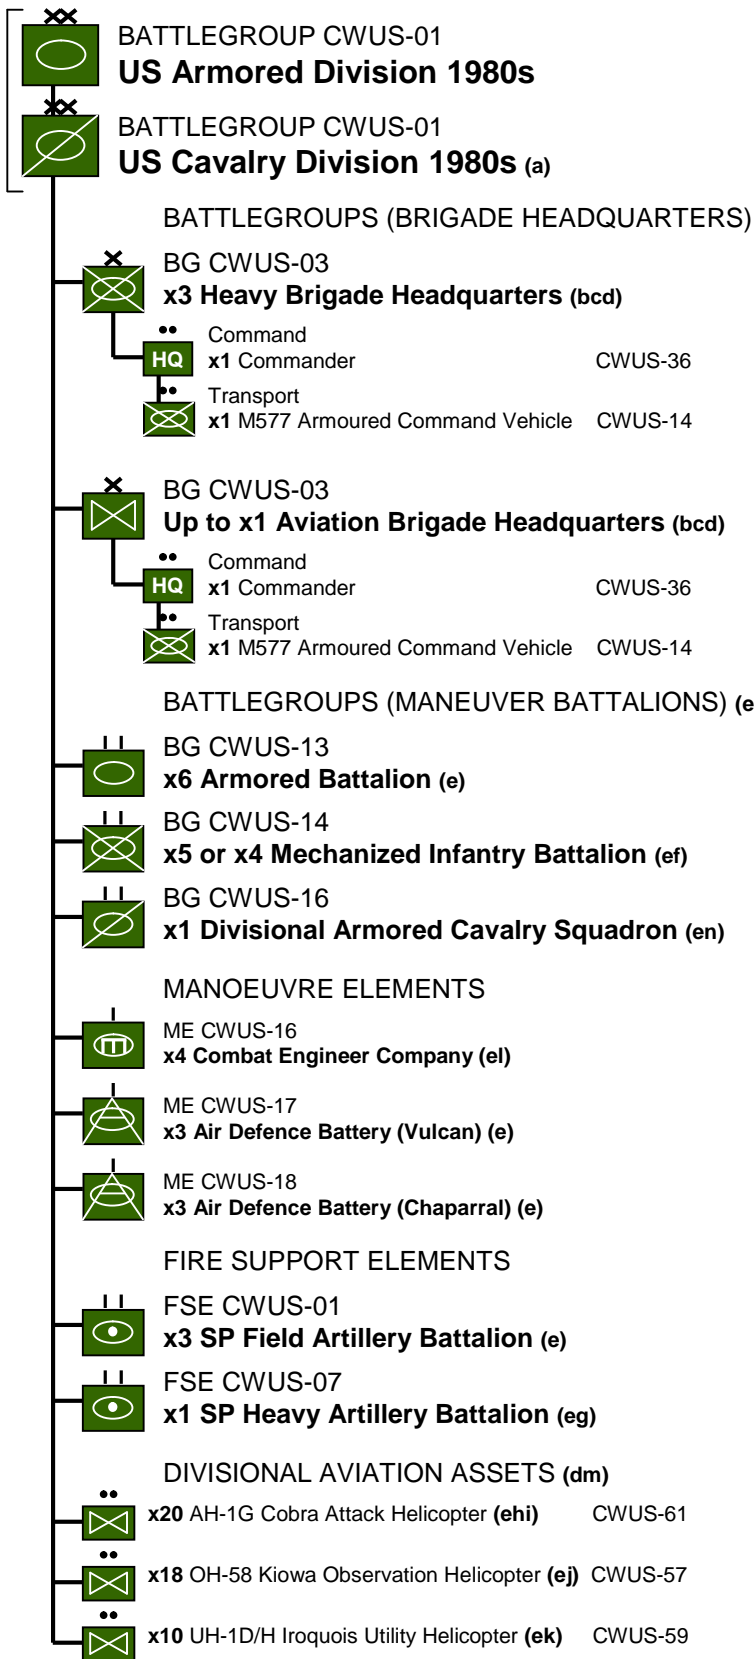 BATTLEGROUP CWUS-01
US Armored Division 1980s
BATTLEGROUP CWUS-01
US Cavalry Division 1980s (a)
BATTLEGROUPS (BRIGADE HEADQUARTERS)
BG CWUS-03
x3 Heavy Brigade Headquarters (bcd)
Command
HQ x1 Commander CWUS-36
Transport
x1 M577 Armoured Command Vehicle CWUS-14
BG CWUS-03
Up to x1 Aviation Brigade Headquarters (bcd)
Command
HQ x1 Commander CWUS-36
Transport
x1 M577 Armoured Command Vehicle CWUS-14
BATTLEGROUPS (MANEUVER BATTALIONS) (e
BG CWUS-13
x6 Armored Battalion (e)
BG CWUS-14
x5 or x4 Mechanized Infantry Battalion (ef)
BG CWUS-16
x1 Divisional Armored Cavalry Squadron (en)
MANOEUVRE ELEMENTS
ME CWUS-16
x4 Combat Engineer Company (el)
ME CWUS-17
x3 Air Defence Battery (Vulcan) (e)
ME CWUS-18
x3 Air Defence Battery (Chaparral) (e)
FIRE SUPPORT ELEMENTS
FSE CWUS-01
x3 SP Field Artillery Battalion (e)
FSE CWUS-07
x1 SP Heavy Artillery Battalion (eg)
DIVISIONAL AVIATION ASSETS (dm)
x20 AH-1G Cobra Attack Helicopter (ehi) CWUS-61
x18 OH-58 Kiowa Observation Helicopter (ej) CWUS-57
x10 UH-1D/H Iroquois Utility Helicopter (ek) CWUS-59